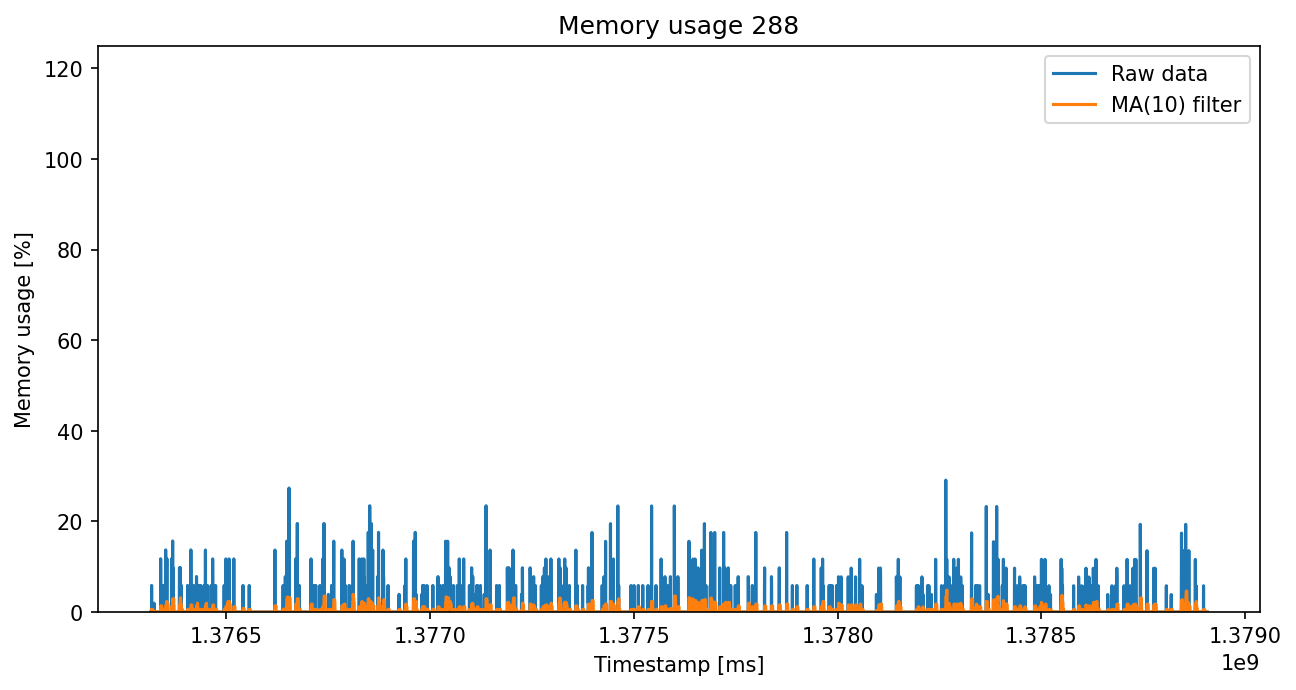 Memory usage 288
Raw data
MA(10) filter
Memory usage [%]
120
100
80
60
40
20
0
1.3765 1.3770 1.3775 1.3780 1.3785 1.3790
1e9
Timestamp [ms]